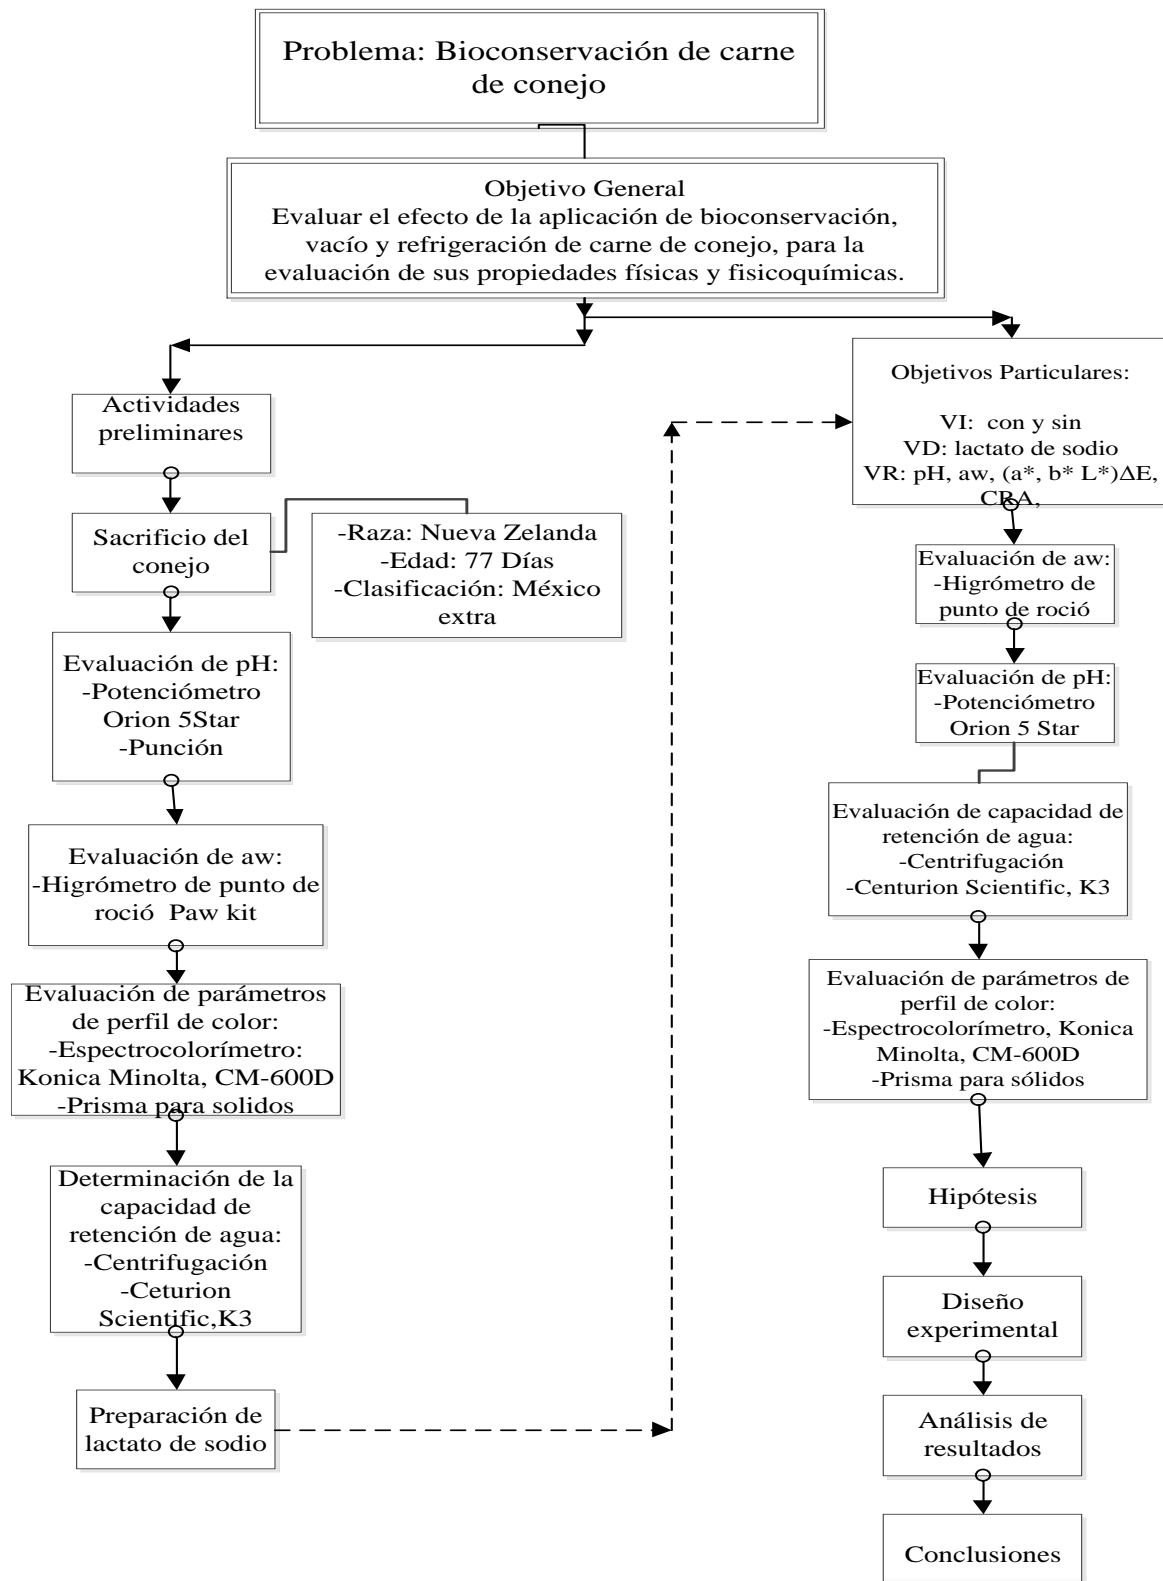 Problema: Bioconservación de carne
de conejo
Objetivo General
Evaluar el efecto de la aplicación de bioconservación,
vacío y refrigeración de carne de conejo, para la
evaluación de sus propiedades físicas y fisicoquímicas.
Actividades
preliminares
Sacrificio del
conejo
-Raza: Nueva Zelanda
-Edad: 77 Días
-Clasificación: México
extra
Evaluación de pH:
-Potenciómetro
Orion 5Star
-Punción
Evaluación de aw:
-Higrómetro de punto de
roció Paw kit
Evaluación de parámetros
de perfil de color:
-Espectrocolorímetro:
Konica Minolta, CM-600D
-Prisma para solidos
Determinación de la
capacidad de
retención de agua:
-Centrifugación
-Ceturion
Scientific,K3
Preparación de
lactato de sodio
Objetivos Particulares:
VI: con y sin
VD: lactato de sodio
VR: pH, aw, (a*, b* L*)ΔE,
CRA,
Evaluación de aw:
-Higrómetro de
punto de roció
Evaluación de pH:
-Potenciómetro
Orion 5 Star
Evaluación de capacidad de
retención de agua:
-Centrifugación
-Centurion Scientific, K3
Evaluación de parámetros de
perfil de color:
-Espectrocolorímetro, Konica
Minolta, CM-600D
-Prisma para sólidos
Hipótesis
Diseño
experimental
Análisis de
resultados
Conclusiones